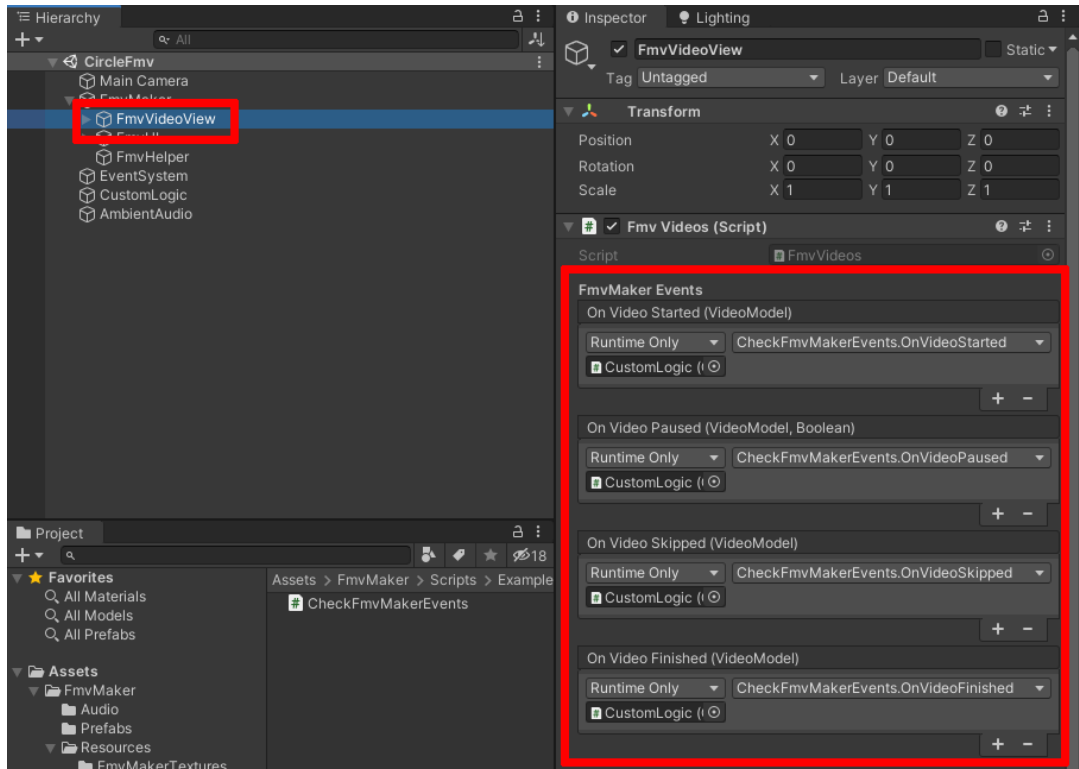 Hierarchy
All
CircleFmv
Main Camera
FmvMaker
FmvVideoView
FmvUI
FmvHelper
EventSystem
CustomLogic
AmbientAudio
Project
18
Favorites
All Materials
All Models
All Prefabs
Assets
FmvMaker
Audio
Prefabs
Resources
FmvMakerTextures
Assets > FmvMaker > Scripts > Example
CheckFmvMakerEvents
Inspector
Lighting
FmvVideoView
Static
Tag Untagged Layer Default
Transform
Position X 0 Y 0 Z 0
Rotation X 0 Y 0 Z 0
Scale X 1 Y 1 Z 1
# Fmv Videos (Script)
Script FmvVideos
FmvMaker Events
On Video Started (VideoModel)
Runtime Only CheckFmvMakerEvents.OnVideoStarted
CustomLogic (
On Video Paused (VideoModel, Boolean)
Runtime Only CheckFmvMakerEvents.OnVideoPaused
CustomLogic (
On Video Skipped (VideoModel)
Runtime Only CheckFmvMakerEvents.OnVideoSkipped
CustomLogic (
On Video Finished (VideoModel)
Runtime Only CheckFmvMakerEvents.OnVideoFinished
CustomLogic (